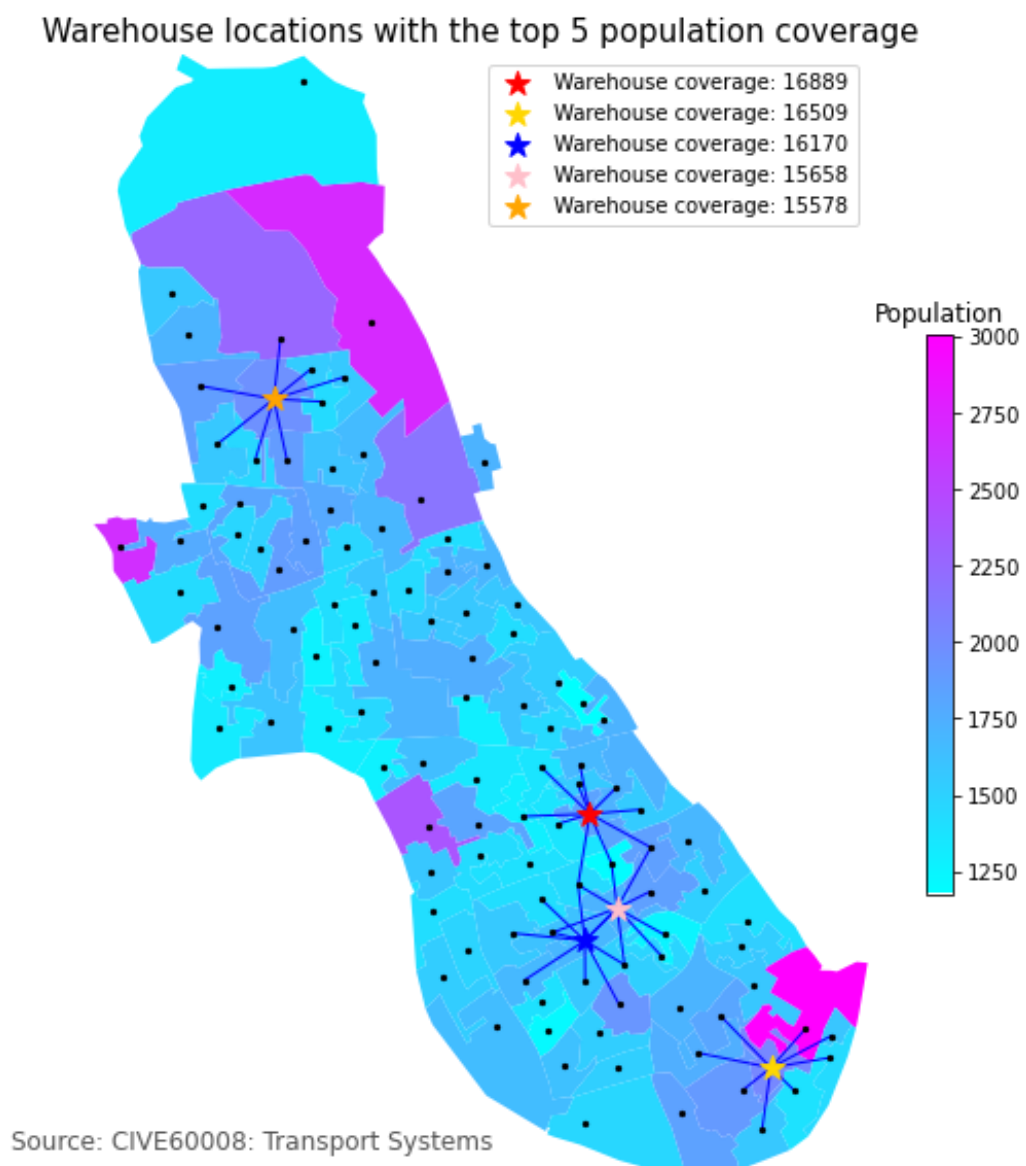 Warehouse locations with the top 5 population coverage
Warehouse coverage: 16889
Warehouse coverage: 16509
Warehouse coverage: 16170
Warehouse coverage: 15658
Warehouse coverage: 15578
Population
3000
2750
2500
2250
2000
1750
1500
1250
Source: CIVE60008: Transport Systems